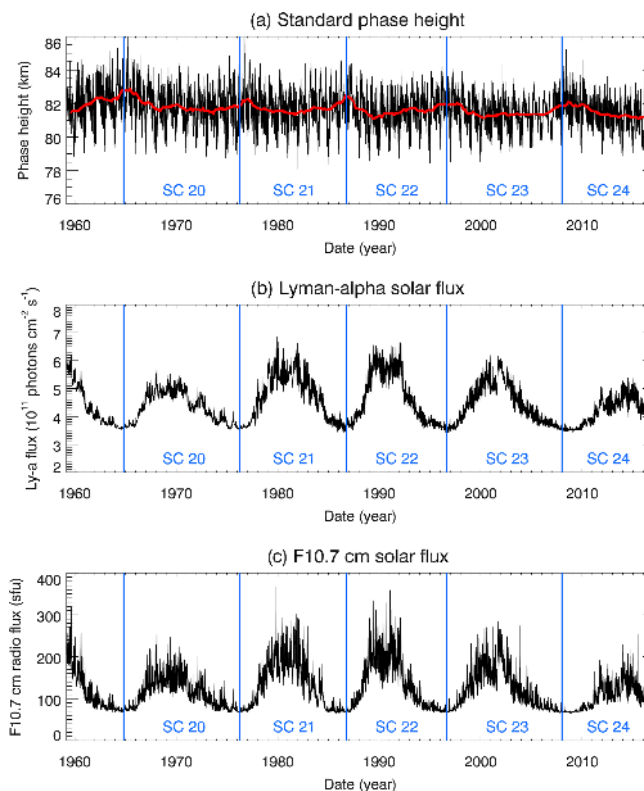 (a) Standard phase height
Phase height (km)
86
84
82
80
78
76
SC 20 SC 21 SC 22 SC 23 SC 24
1960 1970 1980 1990 2000 2010
Date (year)
(b) Lyman-alpha solar flux
Ly-a flux (10¹¹ photons cm⁻² s⁻¹)
8
7
6
5
4
3
2
SC 20 SC 21 SC 22 SC 23 SC 24
1960 1970 1980 1990 2000 2010
Date (year)
(c) F10.7 cm solar flux
F10.7 cm radio flux (sfu)
400
300
200
100
0
SC 20 SC 21 SC 22 SC 23 SC 24
1960 1970 1980 1990 2000 2010
Date (year)